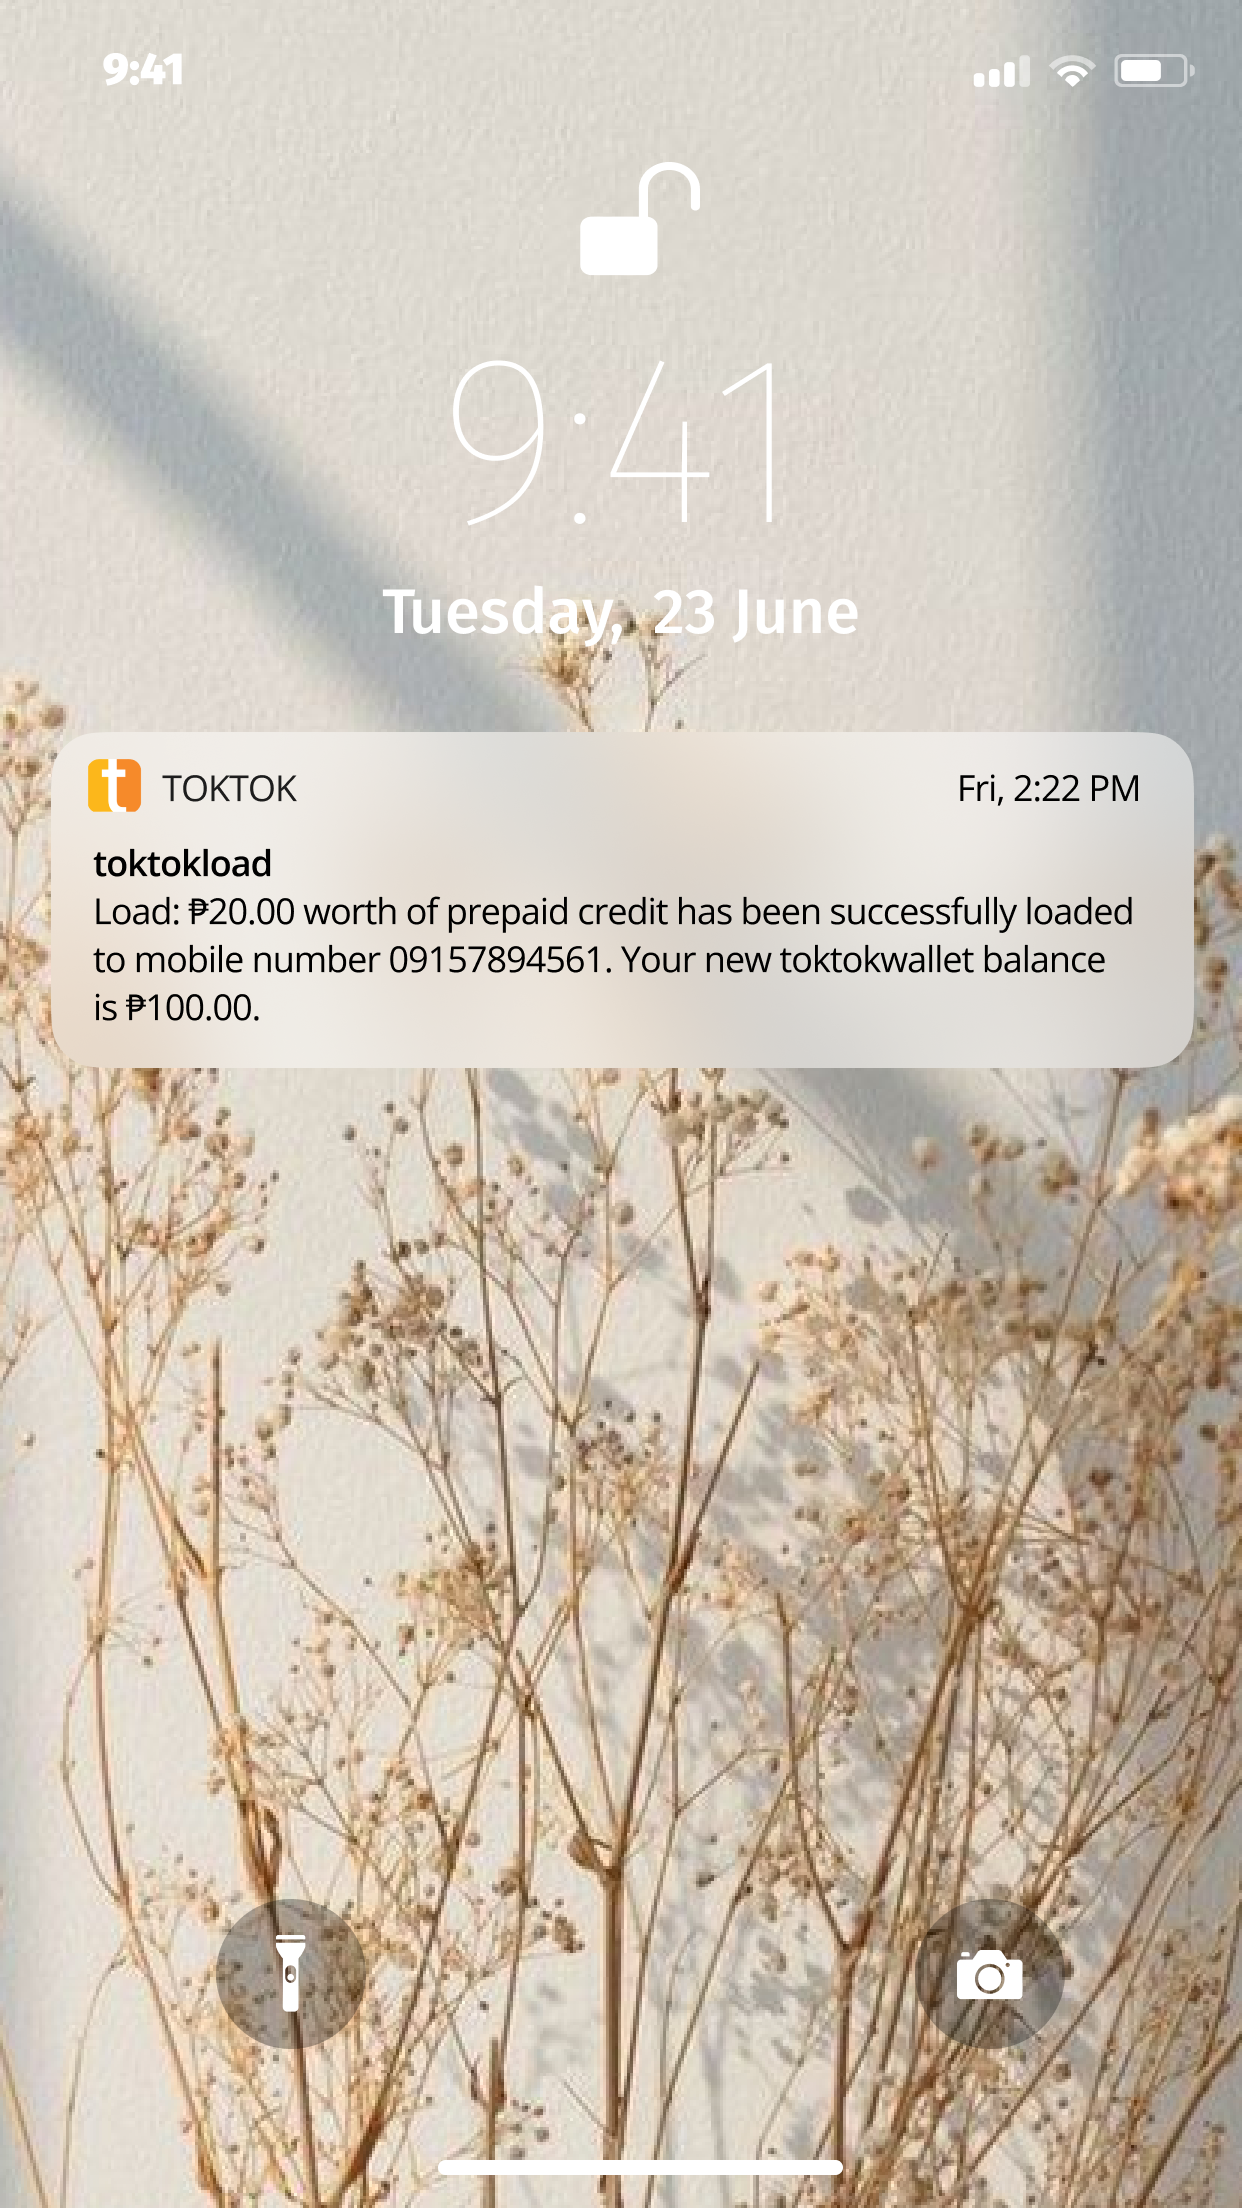 9:41
9:41
Tuesday, 23 June
t TOKTOK Fri, 2:22 PM
toktokload
Load: ₱20.00 worth of prepaid credit has been successfully loaded
to mobile number 09157894561. Your new toktokwallet balance
is ₱100.00.